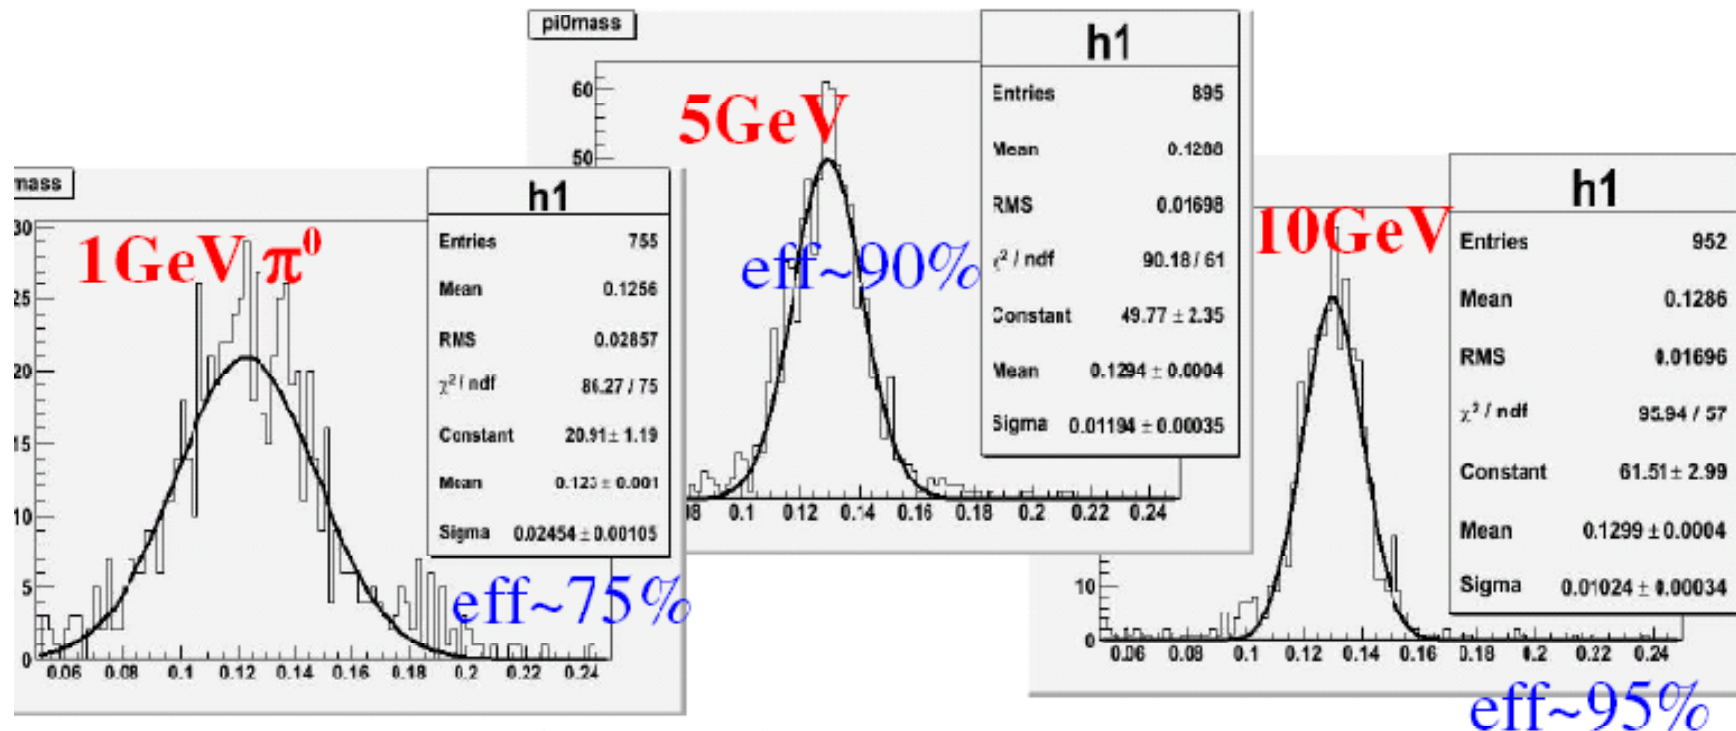 mass
1GeV π⁰
h1
Entries 755
Mean 0.1256
RMS 0.02857
χ² / ndf 86.27 / 75
Constant 20.91 ± 1.19
Mean 0.123 ± 0.001
Sigma 0.02454 ± 0.00105
30
25
20
15
10
5
0
0.06 0.08 0.1 0.12 0.14 0.16 0.18 0.2 0.22 0.24
eff~75%
pi0mass
5GeV
h1
Entries 895
Mean 0.1288
RMS 0.01698
χ² / ndf 90.18 / 61
Constant 49.77 ± 2.35
Mean 0.1294 ± 0.0004
Sigma 0.01194 ± 0.00035
60
50
eff~90%
0.1 0.12 0.14 0.16 0.18 0.2 0.22 0.24
10GeV
h1
Entries 952
Mean 0.1286
RMS 0.01696
χ² / ndf 95.94 / 57
Constant 61.51 ± 2.99
Mean 0.1299 ± 0.0004
Sigma 0.01024 ± 0.00034
10
0
0.06 0.08 0.1 0.12 0.14 0.16 0.18 0.2 0.22 0.24
eff~95%